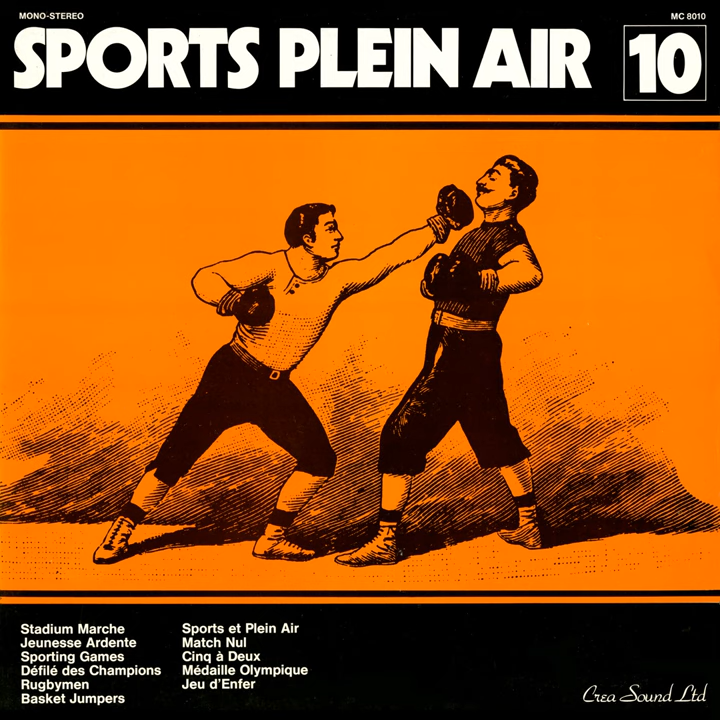 MONO-STEREO
MC 8010
SPORTS PLEIN AIR
10
Stadium Marche
Jeunesse Ardente
Sporting Games
Défilé des Champions
Rugbymen
Basket Jumpers
Sports et Plein Air
Match Nul
Cinq à Deux
Médaille Olympique
Jeu d'Enfer
Crea Sound Ltd